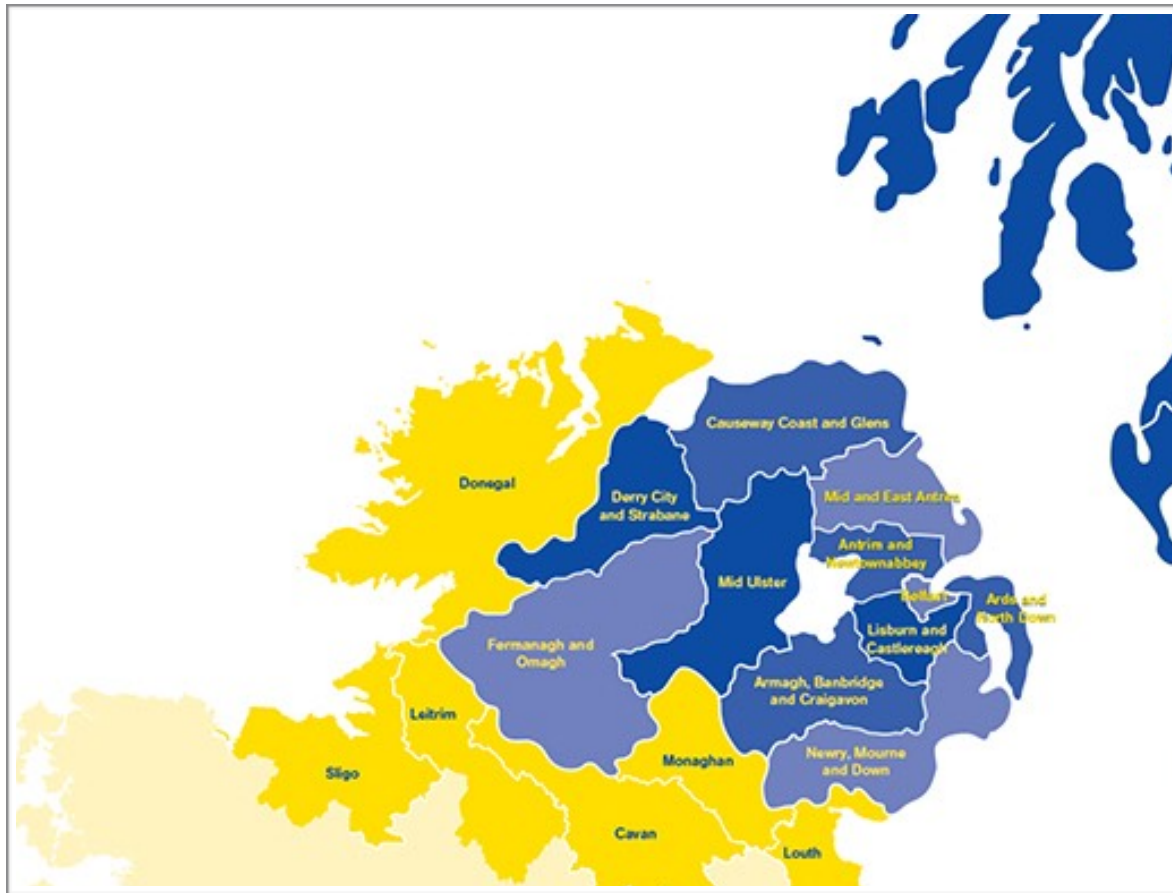 Causeway Coast and Glens
Donegal
Derry City
and Strabane
Mid and East Antrim
Antrim and
Newtownabbey
Mid Ulster
Belfast
Ards and
North Down
Lisburn and
Castlereagh
Fermanagh and
Omagh
Armagh, Banbridge
and Craigavon
Leitrim
Sligo
Monaghan
Newry, Mourne
and Down
Cavan
Louth